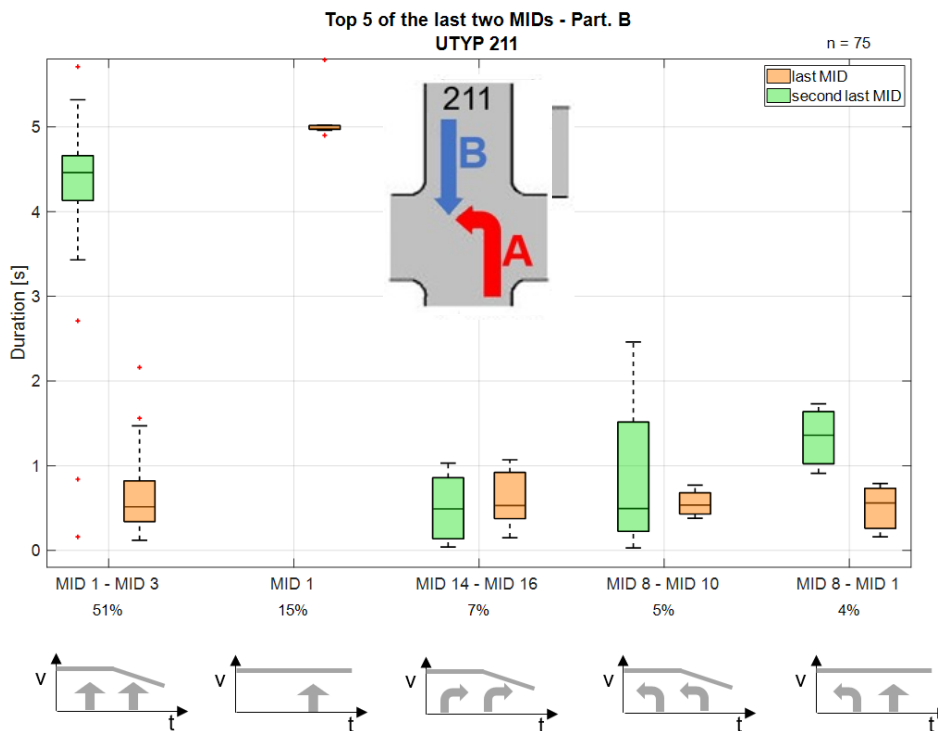 Top 5 of the last two MIDs - Part. B
UTYP 211
n = 75
last MID
second last MID
211
B
A
Duration [s]
5
4
3
2
1
0
MID 1 - MID 3
MID 1
MID 14 - MID 16
MID 8 - MID 10
MID 8 - MID 1
51%
15%
7%
5%
4%
v
t
v
t
v
t
v
t
v
t